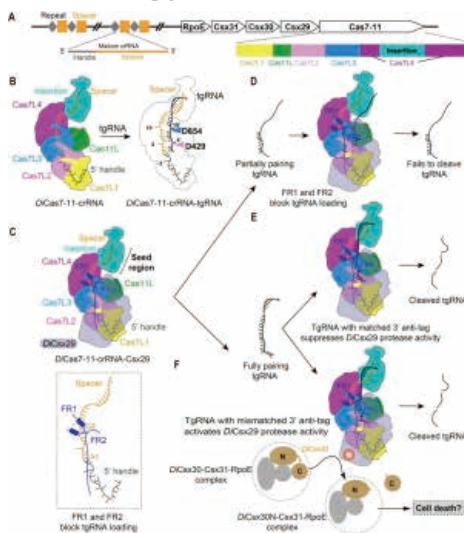 A
Repeat Spacer
RpoE Csx31 Csx30 Csx29 Cas7-11
Mature crRNA
5' 3'
Handle Spacer
Insertion
Cas7L1 Cas11L Cas7L2 Cas7L3 Cas7L4
B
Cas7L4
Insertion
Spacer
tgRNA
Cas7L3
Cas11L
Cas7L2
5' handle
Cas7L1
DiCas7-11-crRNA
tgRNA
Spacer
D654
D429
DiCas7-11-crRNA-tgRNA
C
Spacer
Insertion
Cas7L4
Seed
region
Cas11L
Cas7L3
Cas7L2
5' handle
Cas7L1
DiCsx29
DiCas7-11-crRNA-Csx29
Spacer
FR1
FR2
5' handle
FR1 and FR2
block tgRNA loading
D
Partially pairing
tgRNA
FR1 and FR2
block tgRNA loading
Fails to cleave
tgRNA
E
Cleaved tgRNA
TgRNA with matched 3' anti-tag
suppresses DiCsx29 protease activity
Fully pairing
tgRNA
F
Cleaved tgRNA
TgRNA with mismatched 3' anti-tag
activates DiCsx29 protease activity
DiCsx30
N
C
DiCsx30-Csx31-RpoE
complex
N
C
DiCsx30N-Csx31-RpoE
complex
Cell death?